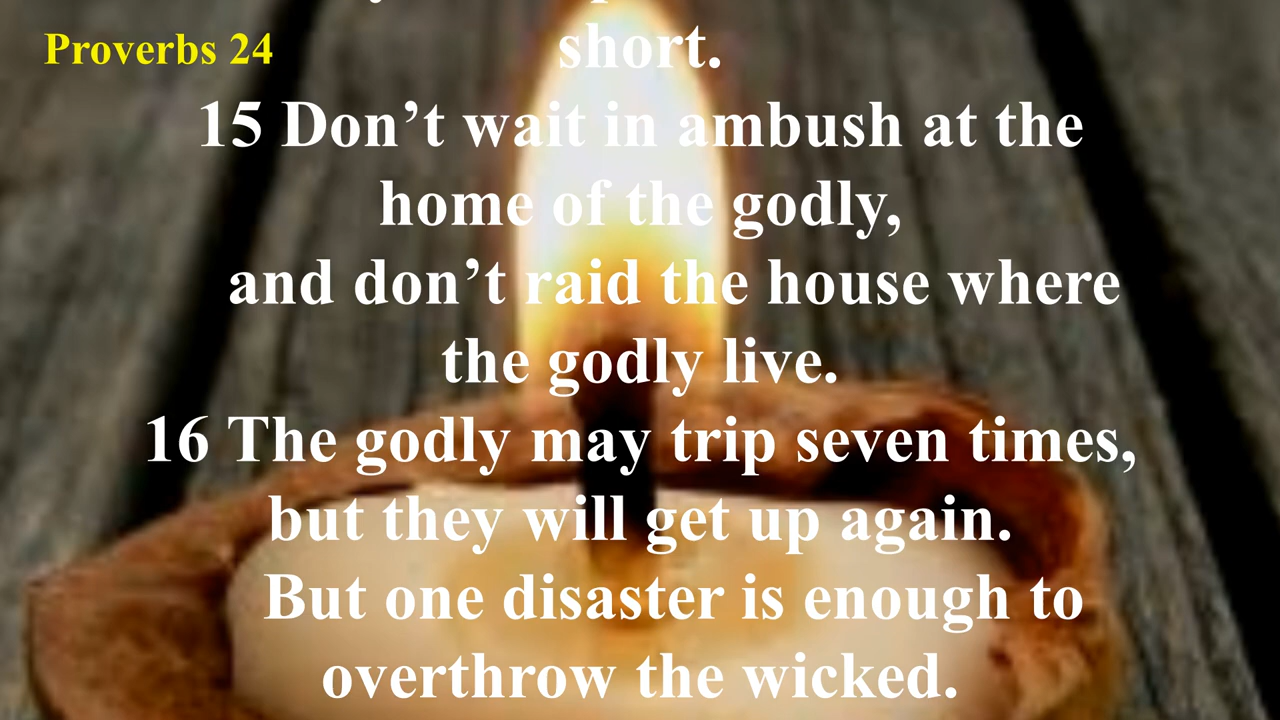 Proverbs 24
short.
15 Don’t wait in ambush at the
home of the godly,
and don’t raid the house where
the godly live.
16 The godly may trip seven times,
but they will get up again.
But one disaster is enough to
overthrow the wicked.